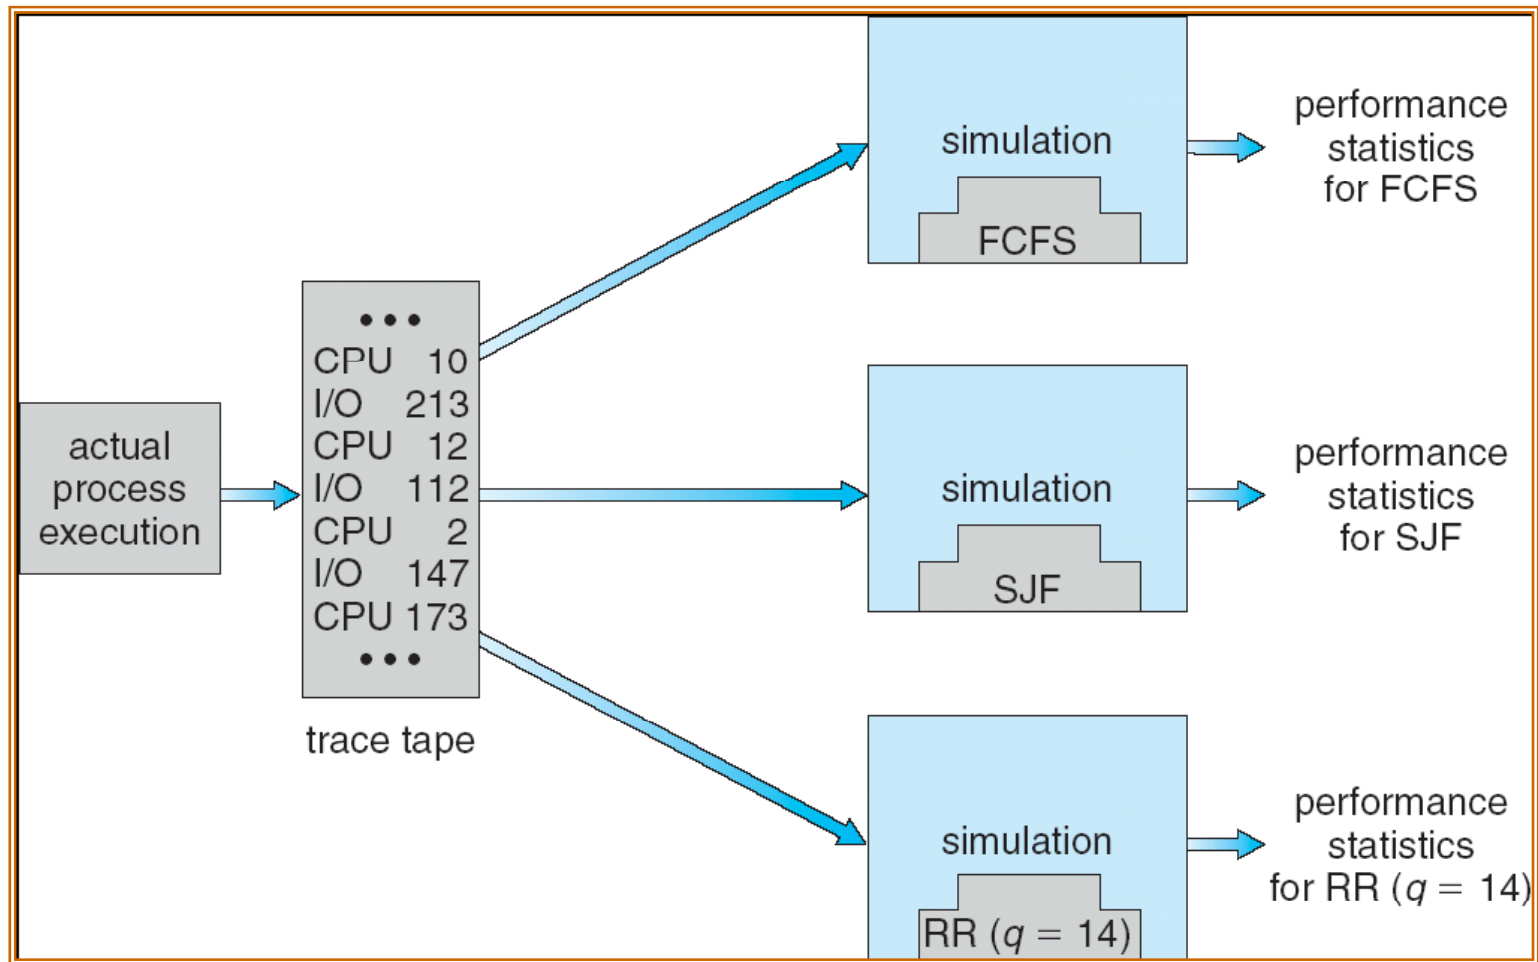 actual
process
execution
• • •
CPU 10
I/O 213
CPU 12
I/O 112
CPU 2
I/O 147
CPU 173
• • •
trace tape
simulation
FCFS
performance
statistics
for FCFS
simulation
SJF
performance
statistics
for SJF
simulation
RR (q = 14)
performance
statistics
for RR (q = 14)